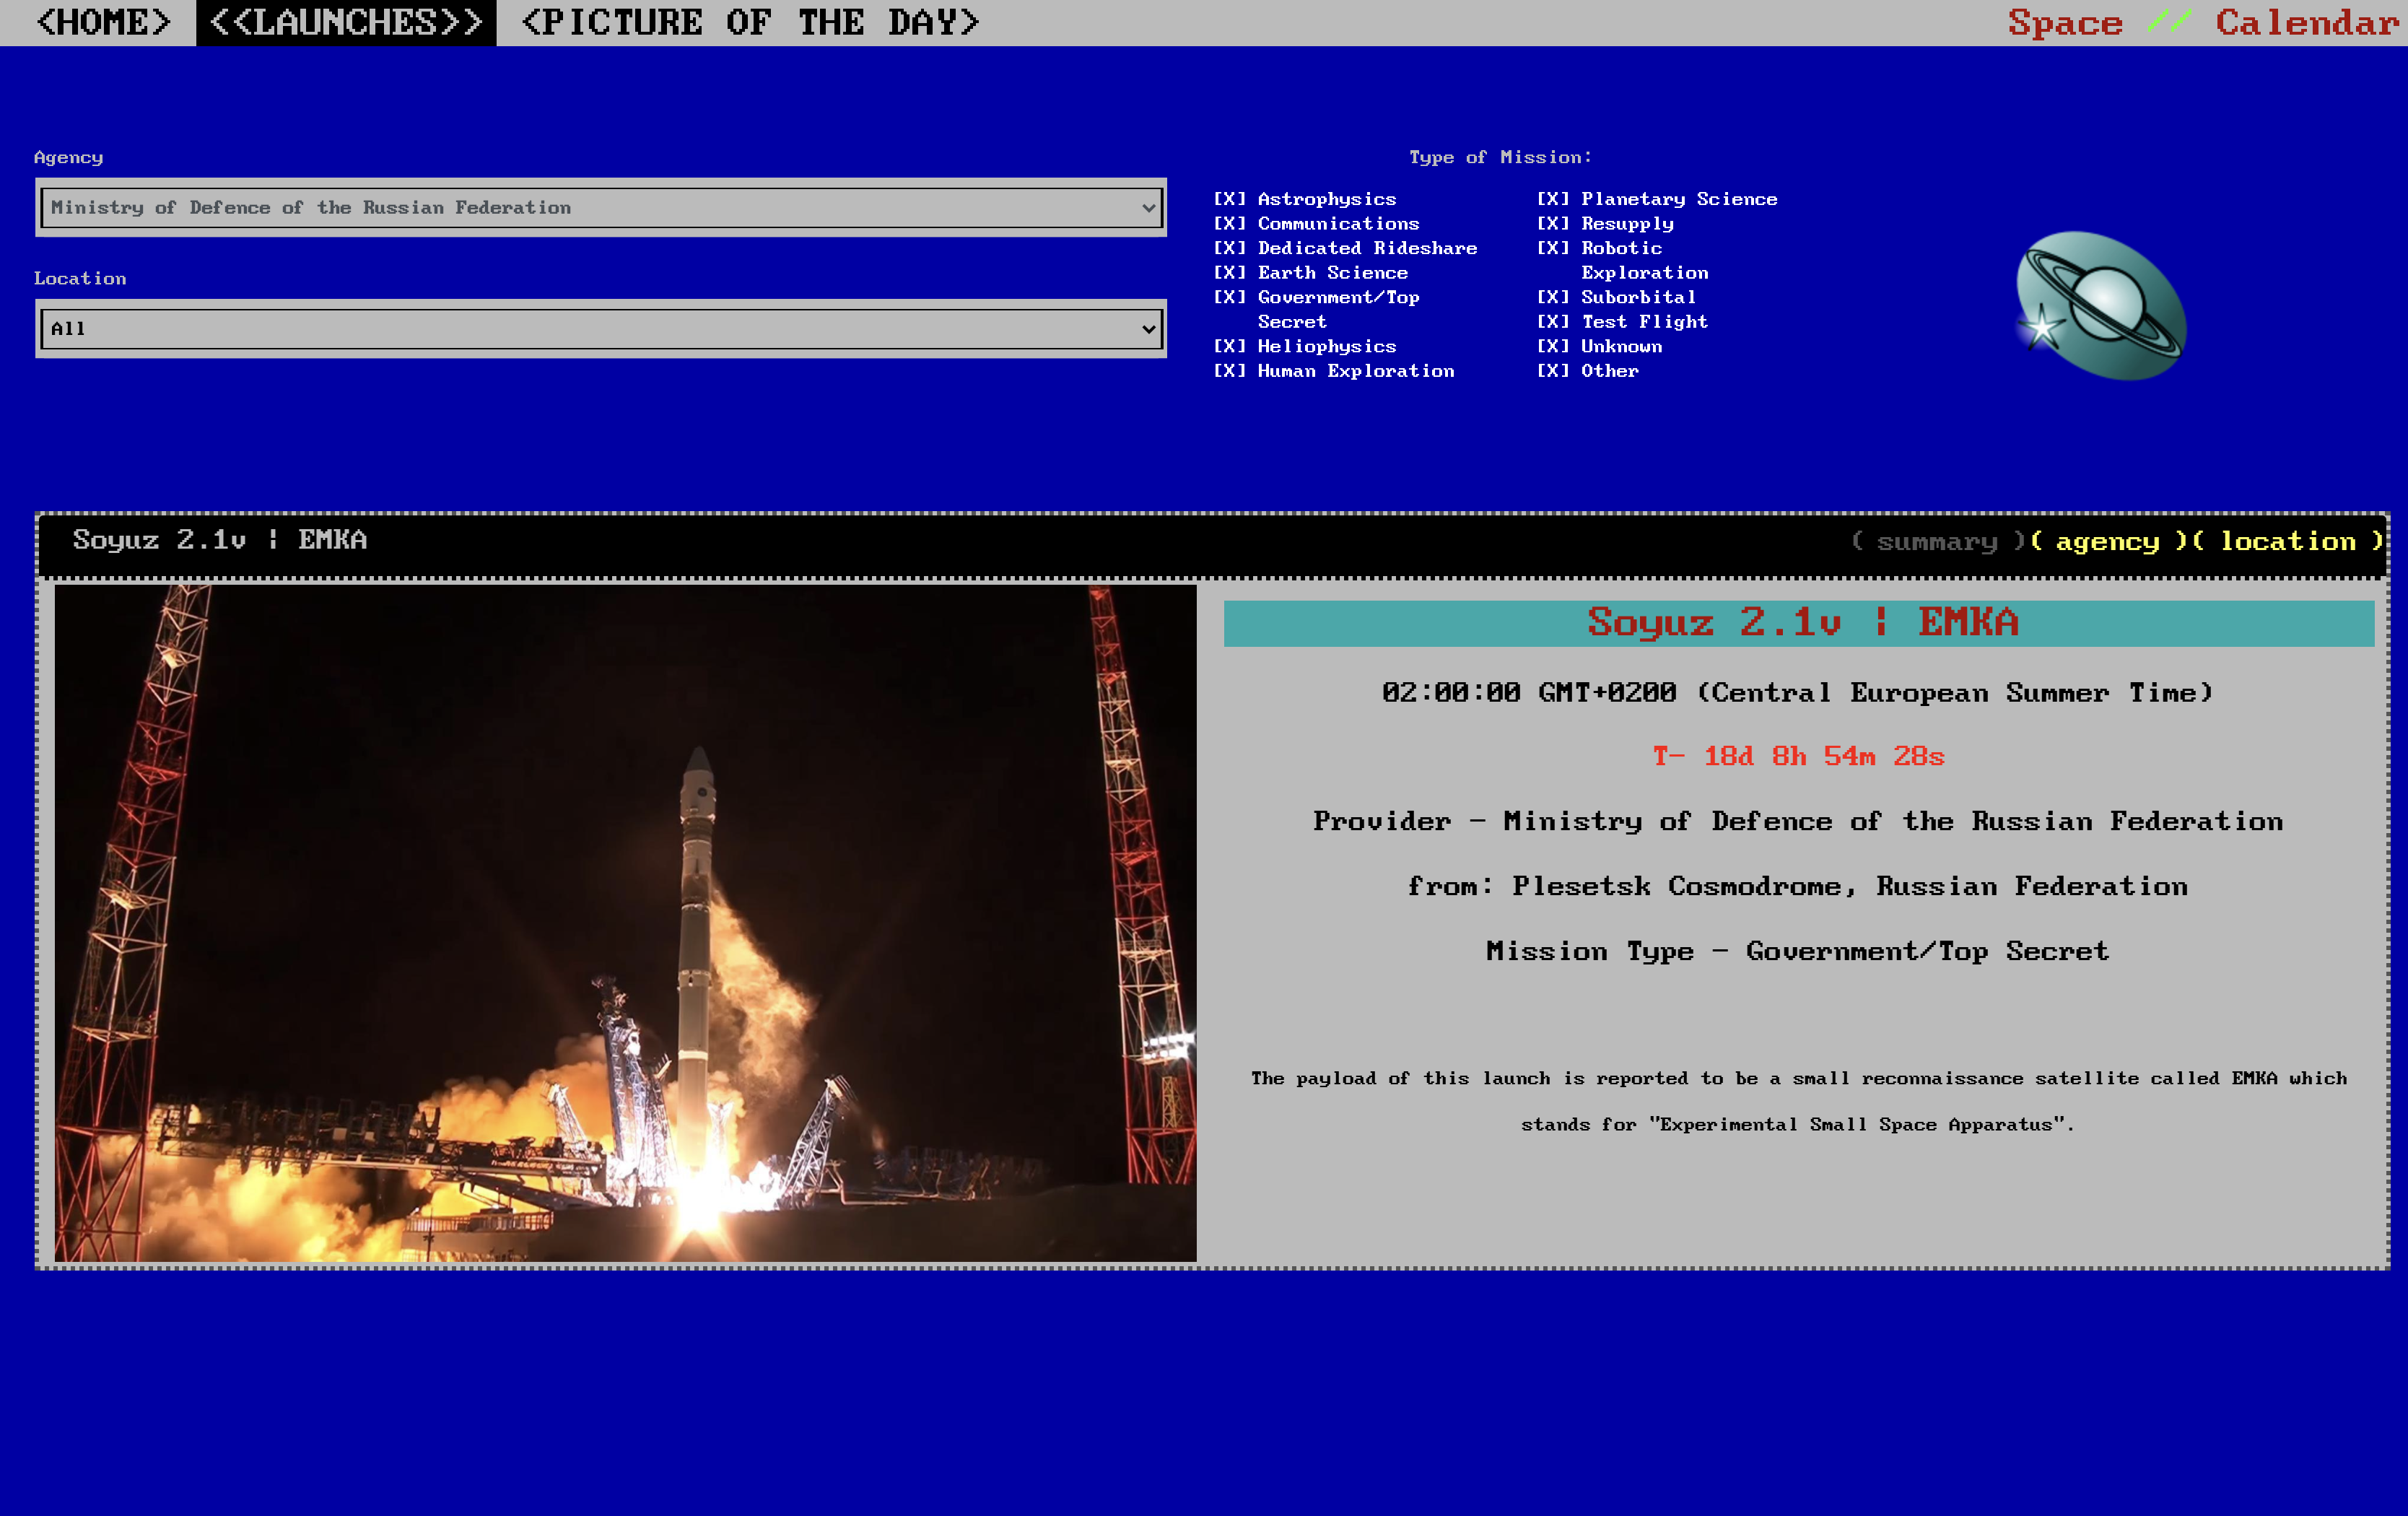 <HOME> <<LAUNCHES>> <PICTURE OF THE DAY> Space // Calendar
Agency
Ministry of Defence of the Russian Federation
Location
All
Type of Mission:
[X] Astrophysics
[X] Communications
[X] Dedicated Rideshare
[X] Earth Science
[X] Government/Top
Secret
[X] Heliophysics
[X] Human Exploration
[X] Planetary Science
[X] Resupply
[X] Robotic
Exploration
[X] Suborbital
[X] Test Flight
[X] Unknown
[X] Other
Soyuz 2.1v | EMKA ( summary )( agency )( location )
Soyuz 2.1v | EMKA
02:00:00 GMT+0200 (Central European Summer Time)
T- 18d 8h 54m 28s
Provider - Ministry of Defence of the Russian Federation
from: Plesetsk Cosmodrome, Russian Federation
Mission Type - Government/Top Secret
The payload of this launch is reported to be a small reconnaissance satellite called EMKA which
stands for "Experimental Small Space Apparatus".